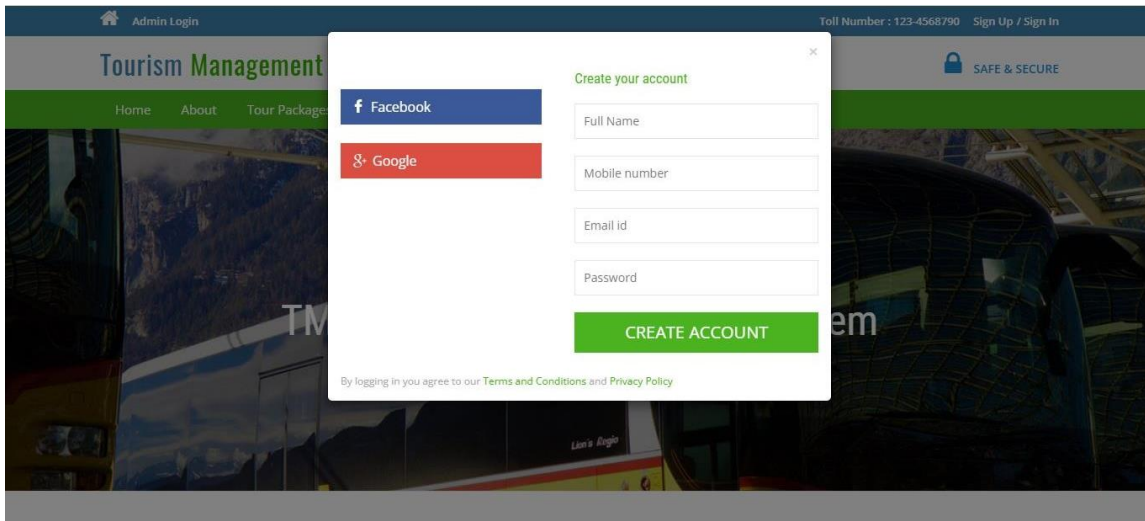 Admin Login
Toll Number : 123-4568790 Sign Up / Sign In
Tourism Management
SAFE & SECURE
Home About Tour Packages
×
Facebook
Google
Create your account
Full Name
Mobile number
Email id
Password
CREATE ACCOUNT
By logging in you agree to our Terms and Conditions and Privacy Policy
TM
em
Lion's Regio